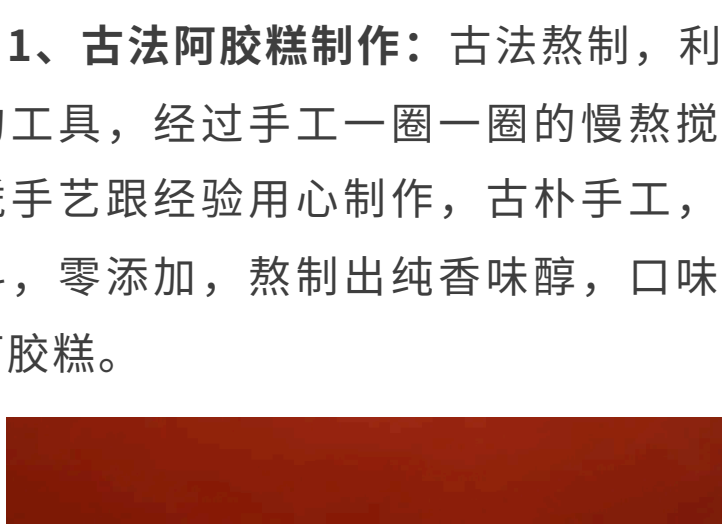 1、古法阿胶糕制作：古法熬制，利
工具，经过手工一圈一圈的慢熬搅
手艺跟经验用心制作，古朴手工，
，零添加，熬制出纯香味醇，口味
胶糕。